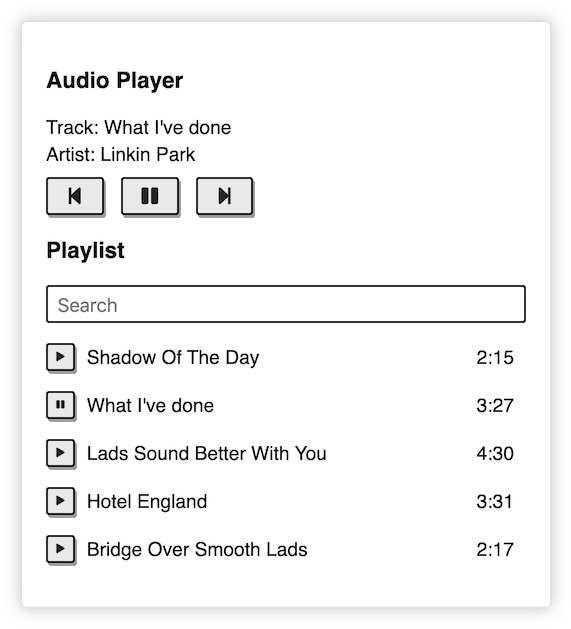 Audio Player
Track: What I've done
Artist: Linkin Park
Playlist
Search
Shadow Of The Day 2:15
What I've done 3:27
Lads Sound Better With You 4:30
Hotel England 3:31
Bridge Over Smooth Lads 2:17